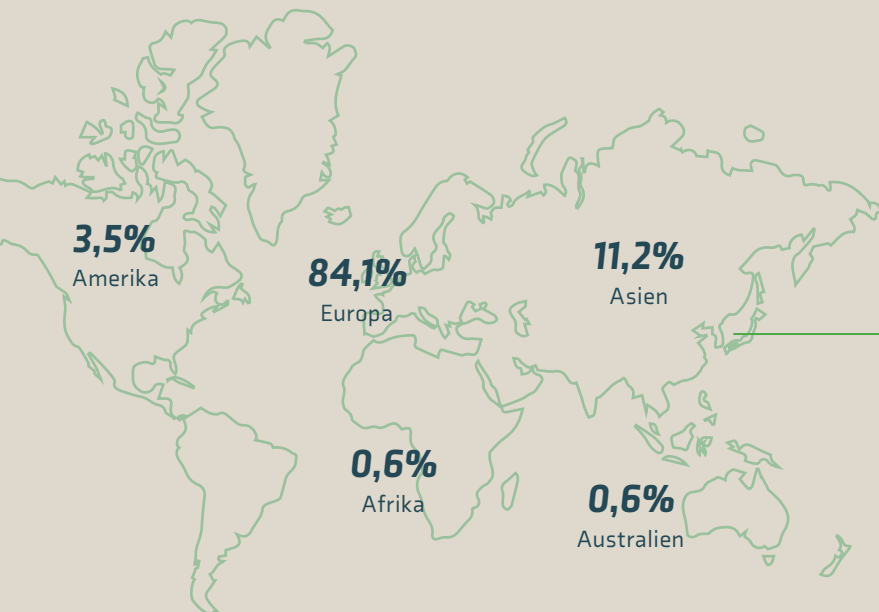 3,5%
Amerika
84,1%
Europa
11,2%
Asien
0,6%
Afrika
0,6%
Australien